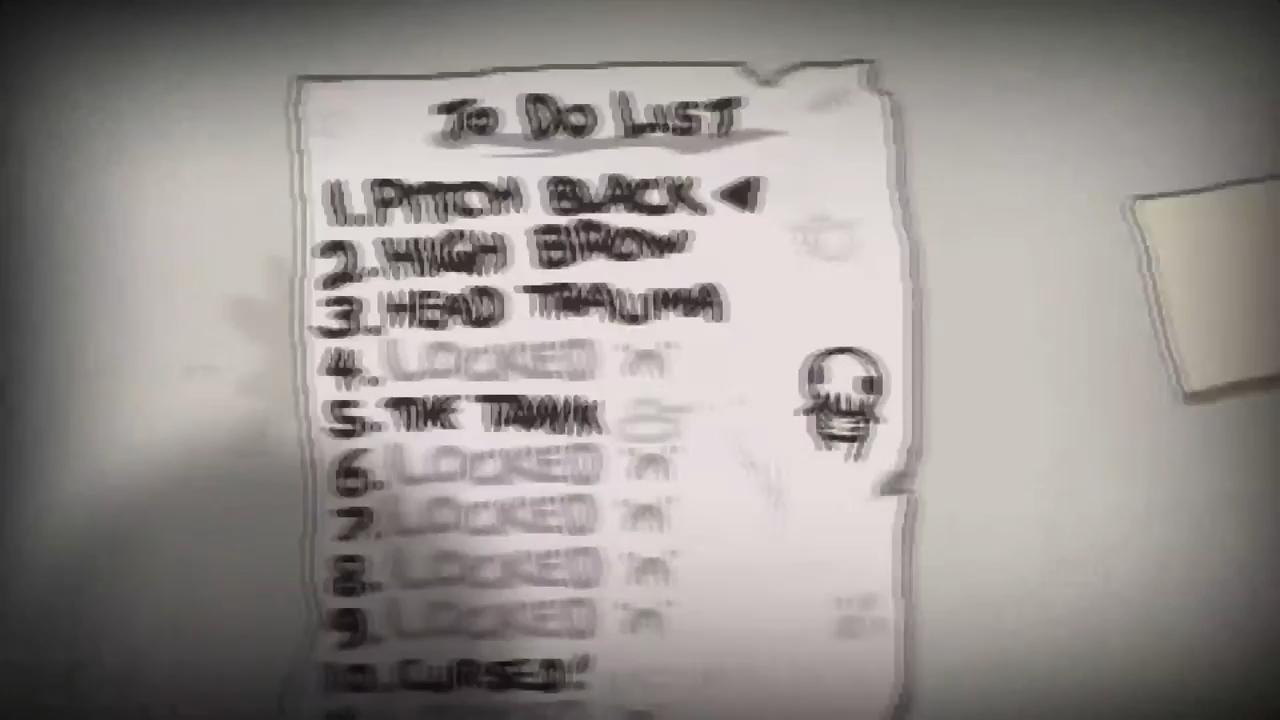 To Do List
1. PITCH BLACK
2. HIGH BROW
3. HEAD TRAUMA
4. LOCKED
5. THE TANK
6. LOCKED
7. LOCKED
8. LOCKED
9. LOCKED
10. CURSED!